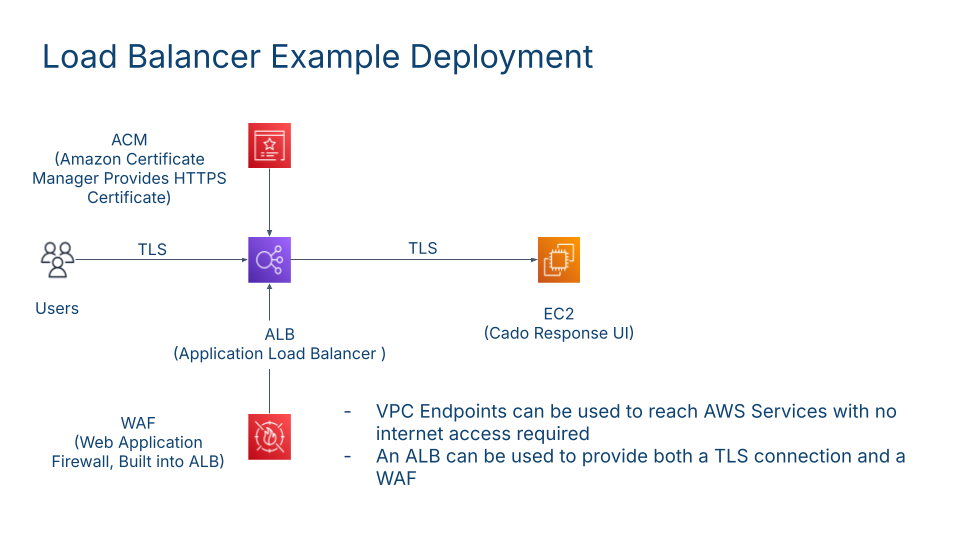 Load Balancer Example Deployment
ACM
(Amazon Certificate
Manager Provides HTTPS
Certificate)
TLS
TLS
Users
EC2
(Cado Response UI)
ALB
(Application Load Balancer )
WAF
(Web Application
Firewall, Built into ALB)
- VPC Endpoints can be used to reach AWS Services with no
internet access required
- An ALB can be used to provide both a TLS connection and a
WAF